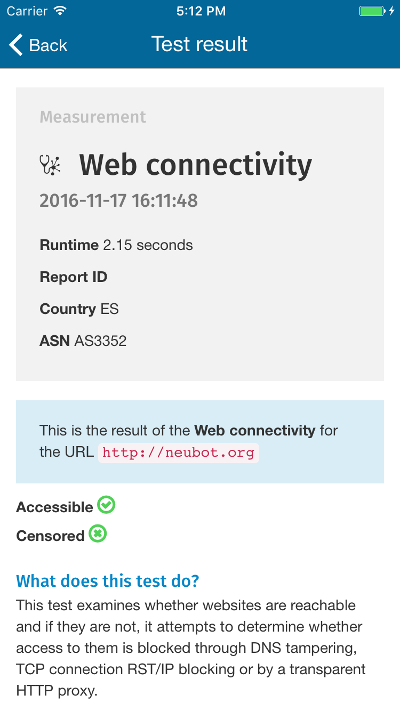 Carrier 5:12 PM
Back Test result
Measurement
Web connectivity
2016-11-17 16:11:48
Runtime 2.15 seconds
Report ID
Country ES
ASN AS3352
This is the result of the Web connectivity for
the URL http://neubot.org
Accessible
Censored
What does this test do?
This test examines whether websites are reachable
and if they are not, it attempts to determine whether
access to them is blocked through DNS tampering,
TCP connection RST/IP blocking or by a transparent
HTTP proxy.